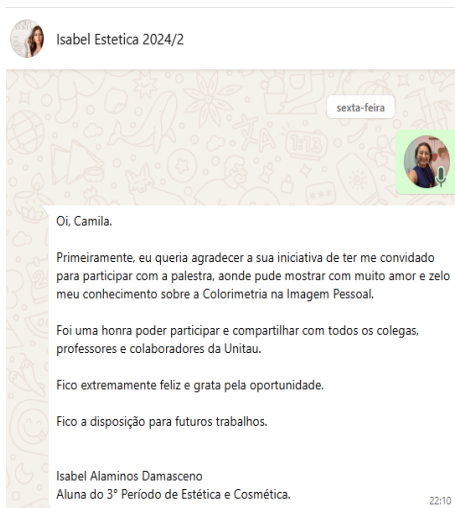 Isabel Estetica 2024/2
sexta-feira
Oi, Camila.
Primeiramente, eu queria agradecer a sua iniciativa de ter me convidado
para participar com a palestra, aonde pude mostrar com muito amor e zelo
meu conhecimento sobre a Colorimetria na Imagem Pessoal.
Foi uma honra poder participar e compartilhar com todos os colegas,
professores e colaboradores da Unitau.
Fico extremamente feliz e grata pela oportunidade.
Fico a disposição para futuros trabalhos.
Isabel Alaminos Damasceno
Aluna do 3° Período de Estética e Cosmética.
22:10